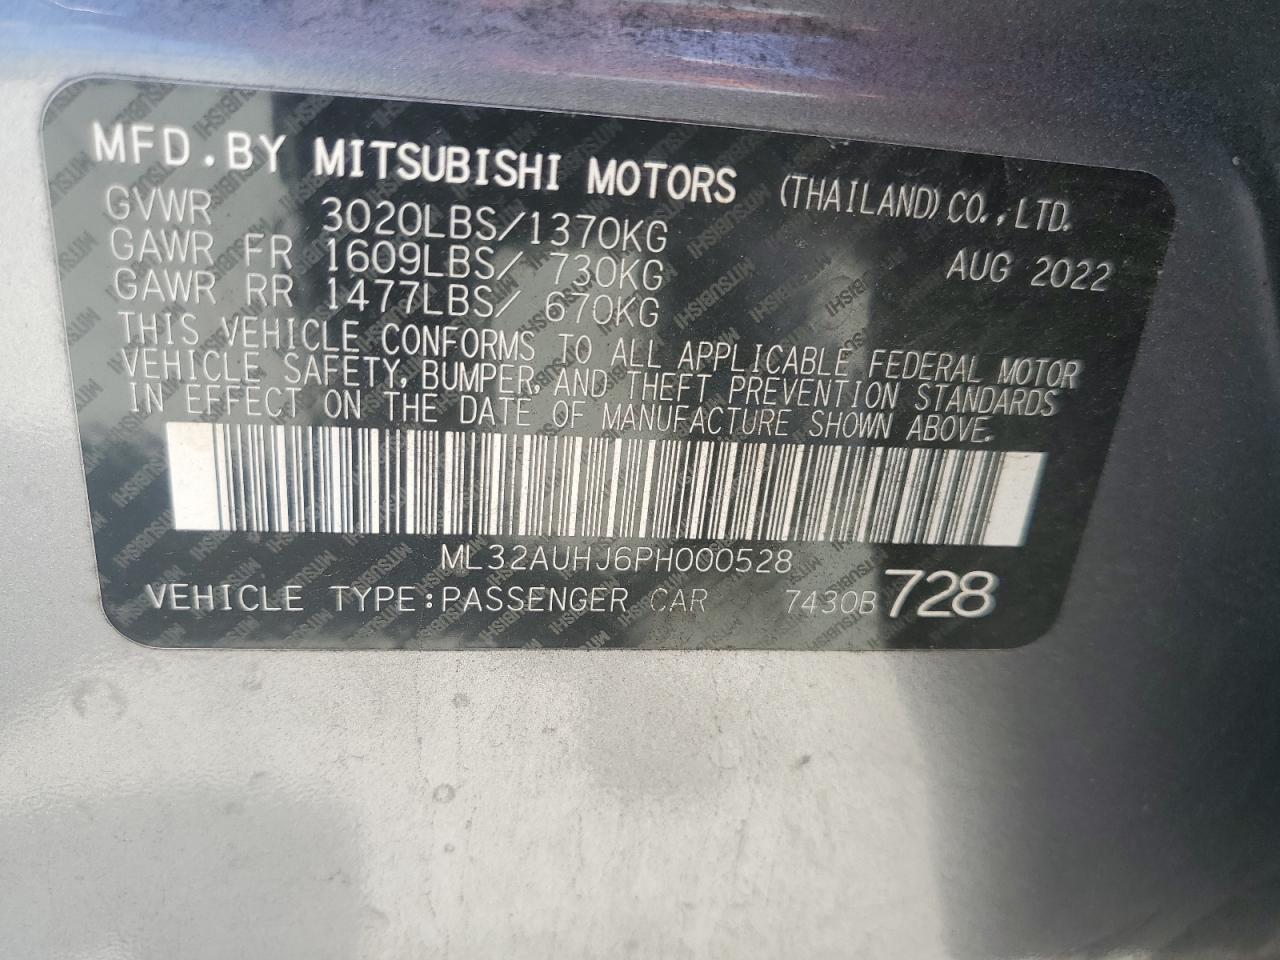 MFD.BY MITSUBISHI MOTORS (THAILAND) CO., LTD.
GVWR 3020LBS/1370KG AUG 2022
GAWR FR 1609LBS/ 730KG
GAWR RR 1477LBS/ 670KG
THIS VEHICLE CONFORMS TO ALL APPLICABLE FEDERAL MOTOR
VEHICLE SAFETY, BUMPER, AND THEFT PREVENTION STANDARDS
IN EFFECT ON THE DATE OF MANUFACTURE SHOWN ABOVE.
ML32AUHJ6PH000528
VEHICLE TYPE:PASSENGER CAR 7430B 728